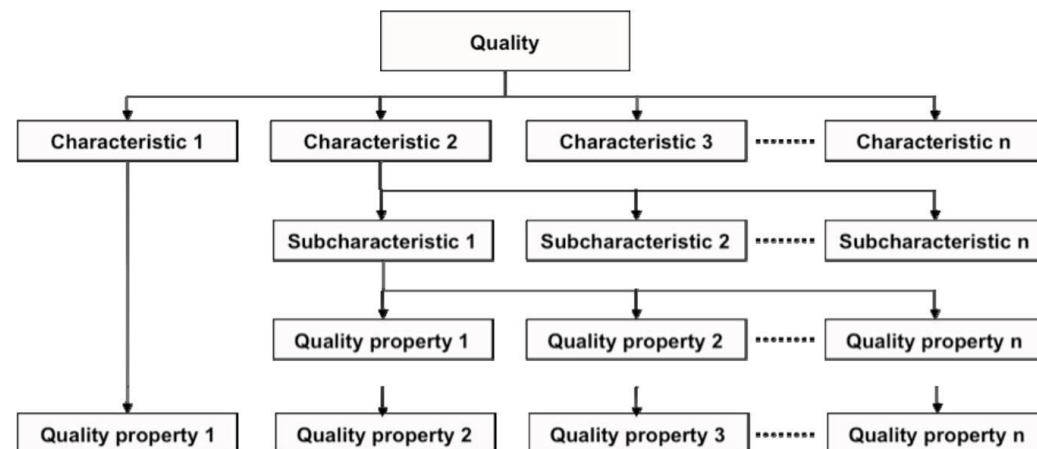 Quality
Characteristic 1
Characteristic 2
Characteristic 3
Characteristic n
Subcharacteristic 1
Subcharacteristic 2
Subcharacteristic n
Quality property 1
Quality property 2
Quality property n
Quality property 1
Quality property 2
Quality property 3
Quality property n